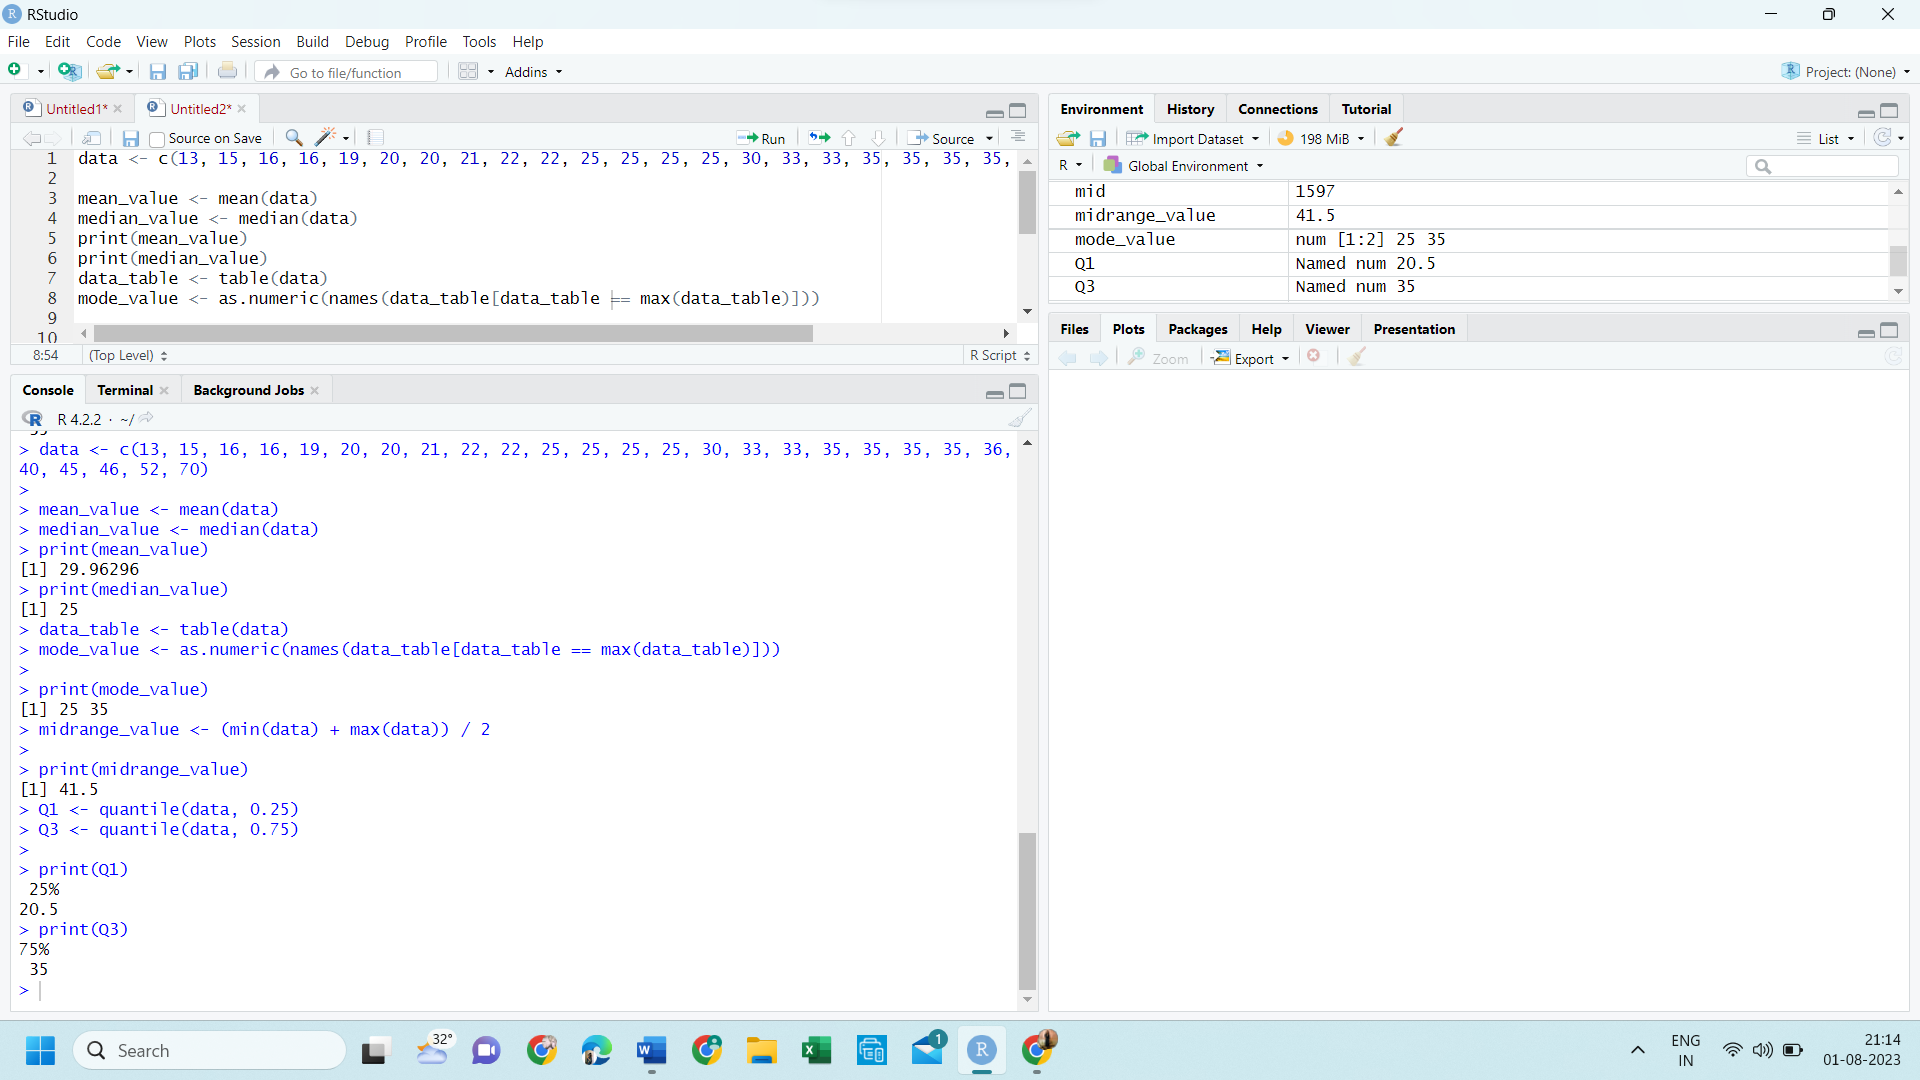 RStudio
File Edit Code View Plots Session Build Debug Profile Tools Help
Go to file/function Addins Project: (None)
Untitled1* Untitled2*
Source on Save Run Source
1 data <- c(13, 15, 16, 16, 19, 20, 20, 21, 22, 22, 25, 25, 25, 25, 30, 33, 33, 35, 35, 35, 35,
2
3 mean_value <- mean(data)
4 median_value <- median(data)
5 print(mean_value)
6 print(median_value)
7 data_table <- table(data)
8 mode_value <- as.numeric(names(data_table[data_table == max(data_table)]))
9
10
8:54 (Top Level) R Script
Console Terminal Background Jobs
R 4.2.2 · ~/
> data <- c(13, 15, 16, 16, 19, 20, 20, 21, 22, 22, 25, 25, 25, 25, 30, 33, 33, 35, 35, 35, 35, 36,
40, 45, 46, 52, 70)
>
> mean_value <- mean(data)
> median_value <- median(data)
> print(mean_value)
[1] 29.96296
> print(median_value)
[1] 25
> data_table <- table(data)
> mode_value <- as.numeric(names(data_table[data_table == max(data_table)]))
>
> print(mode_value)
[1] 25 35
> midrange_value <- (min(data) + max(data)) / 2
>
> print(midrange_value)
[1] 41.5
> Q1 <- quantile(data, 0.25)
> Q3 <- quantile(data, 0.75)
>
> print(Q1)
25%
20.5
> print(Q3)
75%
35
>
Environment History Connections Tutorial
Import Dataset 198 MiB List
R Global Environment
mid 1597
midrange_value 41.5
mode_value num [1:2] 25 35
Q1 Named num 20.5
Q3 Named num 35
Files Plots Packages Help Viewer Presentation
Zoom Export
Search
32°
1
ENG
IN
21:14
01-08-2023